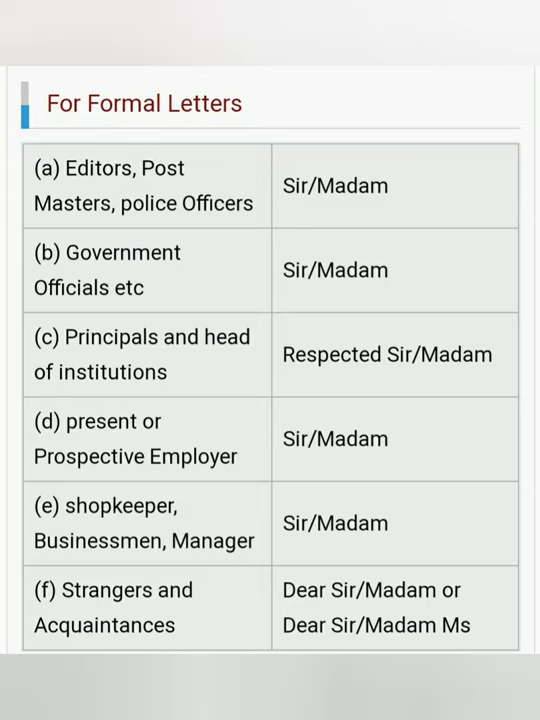 For Formal Letters
(a) Editors, Post
Masters, police Officers
Sir/Madam
(b) Government
Officials etc
Sir/Madam
(c) Principals and head
of institutions
Respected Sir/Madam
(d) present or
Prospective Employer
Sir/Madam
(e) shopkeeper,
Businessmen, Manager
Sir/Madam
(f) Strangers and
Acquaintances
Dear Sir/Madam or
Dear Sir/Madam Ms